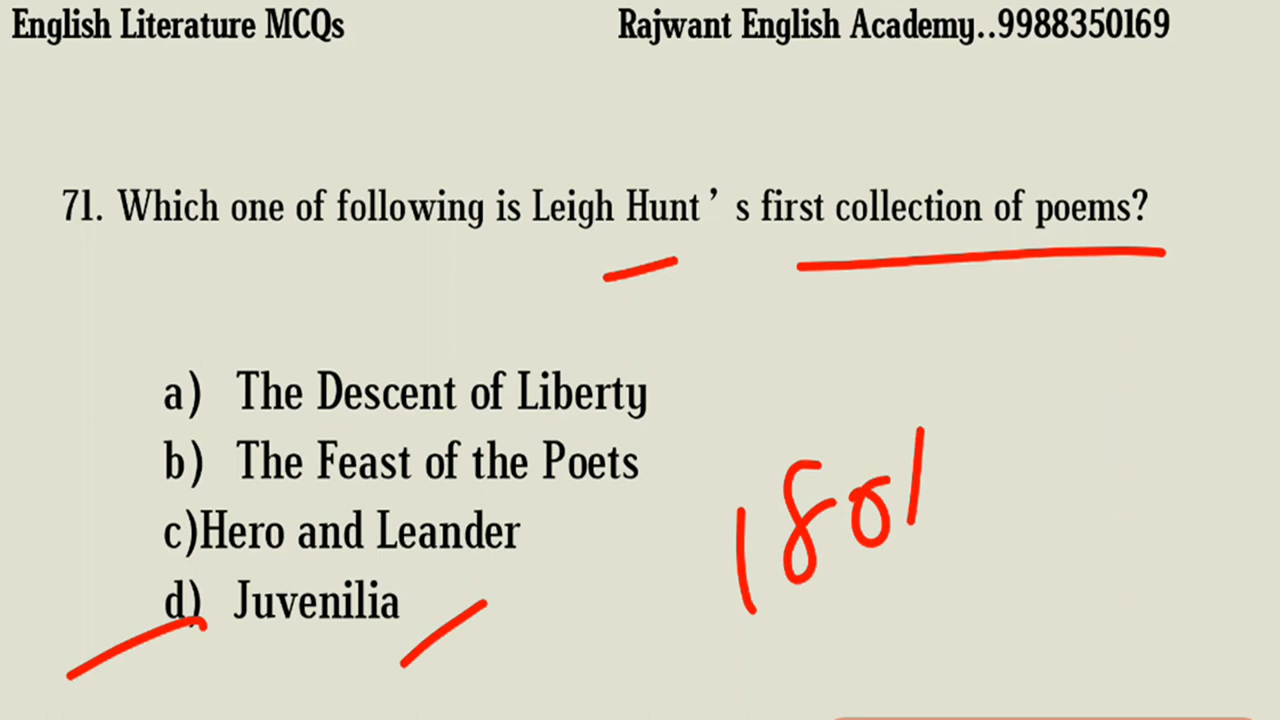 English Literature MCQs Rajwant English Academy..9988350169
71. Which one of following is Leigh Hunt ’ s first collection of poems?
a) The Descent of Liberty
b) The Feast of the Poets
c)Hero and Leander
1801
d) Juvenilia